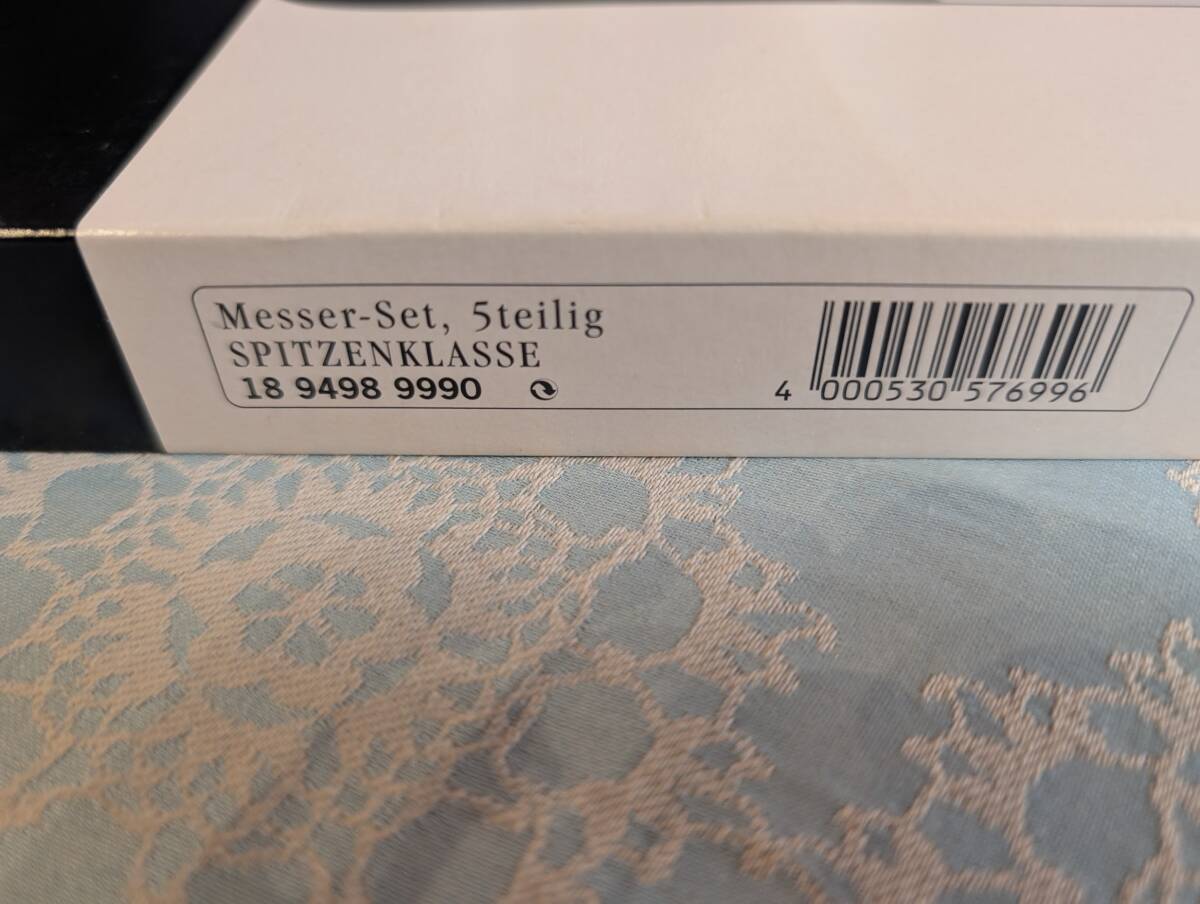 Messer-Set, 5teilig
SPITZENKLASSE
18 9498 9990
4 000530 576996